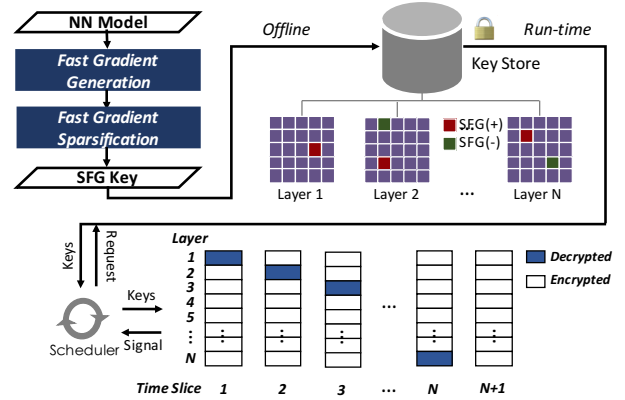 NN Model
Offline
Run-time
Fast Gradient
Generation
Key Store
Fast Gradient
Sparsification
SFG(+)
...
SFG(-)
SFG Key
Layer 1
Layer 2
...
Layer N
Keys
Request
Layer
1
2
3
4
5
N
Decrypted
Encrypted
Keys
Signal
Scheduler
...
Time Slice 1 2 3 ... N N+1